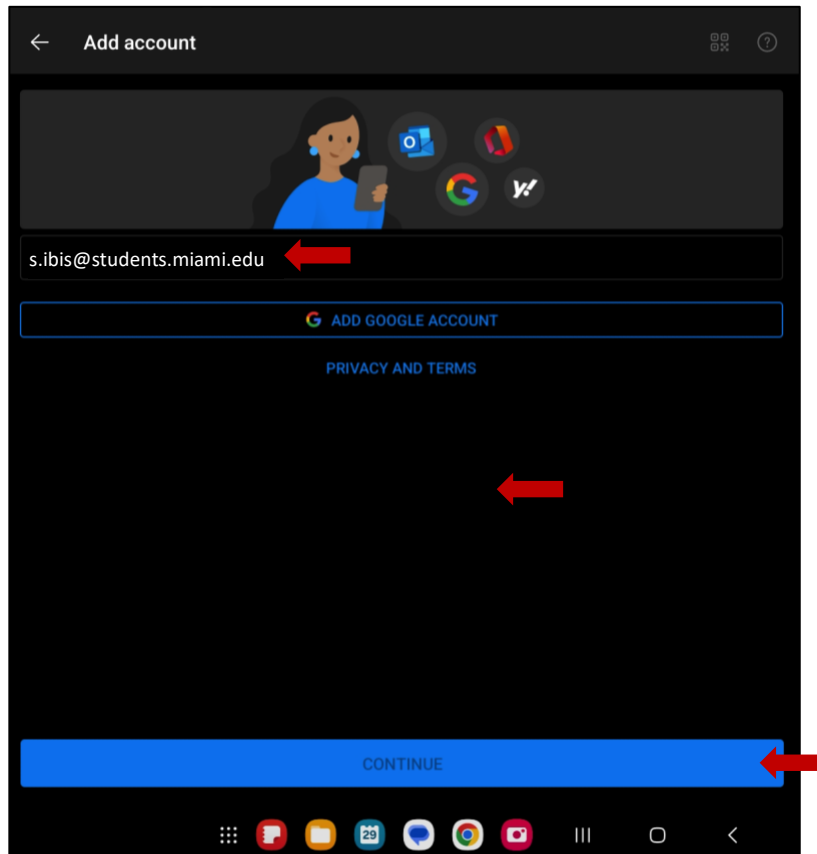 Add account
s.ibis@students.miami.edu
ADD GOOGLE ACCOUNT
PRIVACY AND TERMS
CONTINUE
29